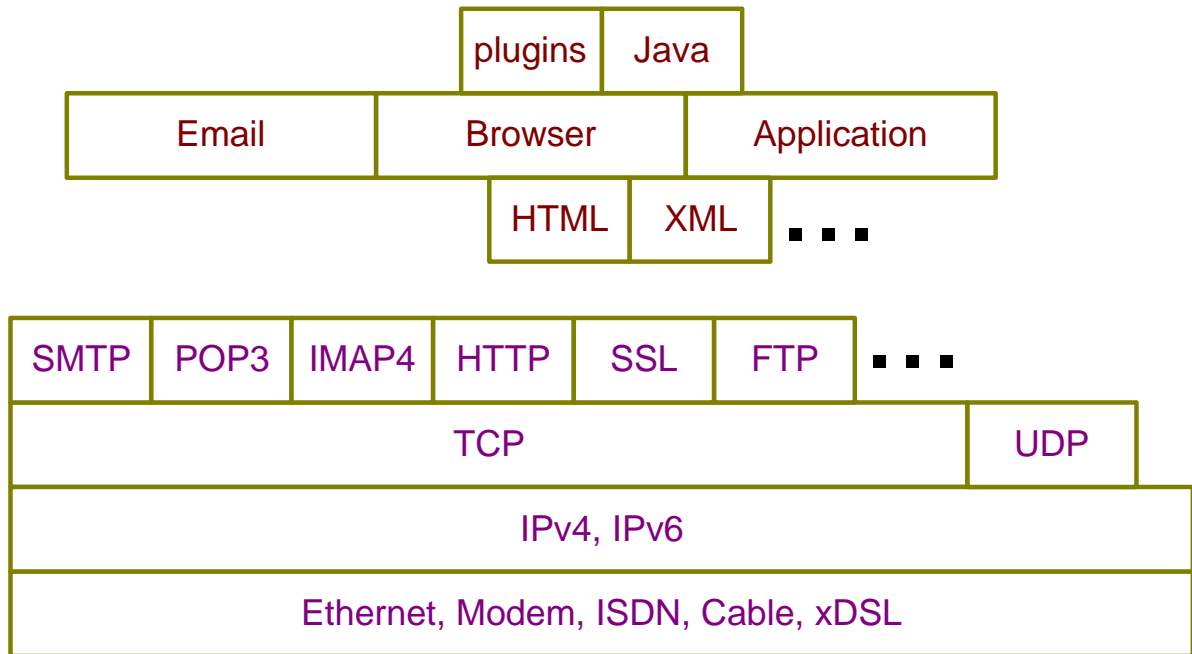 plugins Java
Email Browser Application
HTML XML ...
SMTP POP3 IMAP4 HTTP SSL FTP ...
TCP UDP
IPv4, IPv6
Ethernet, Modem, ISDN, Cable, xDSL